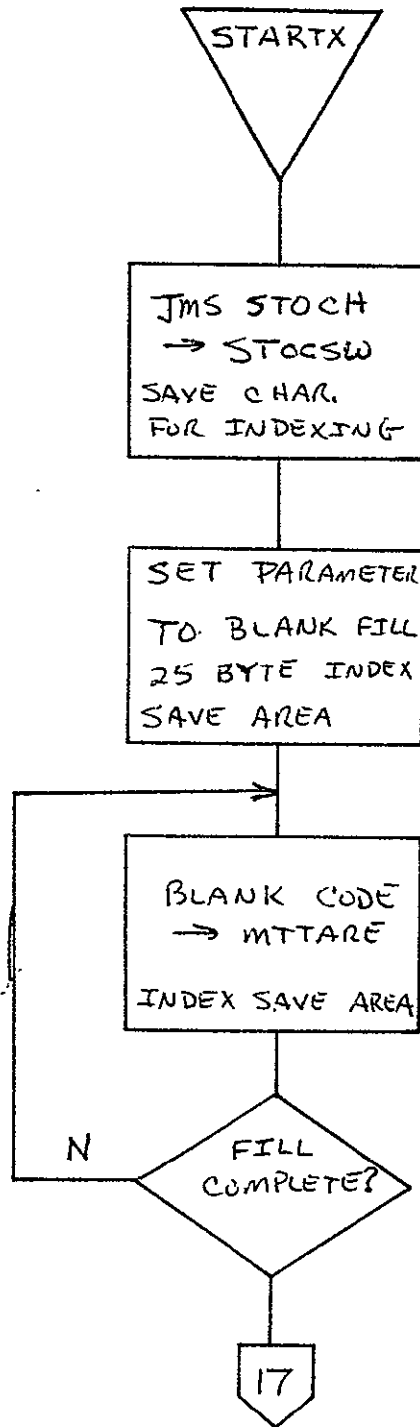 STARTX
JMS STOCH
→ STOCSW
SAVE CHAR.
FOR INDEXING
SET PARAMETER
TO BLANK FILL
25 BYTE INDEX
SAVE AREA
BLANK CODE
→ MTTARE
INDEX SAVE AREA
FILL
COMPLETE?
N
17